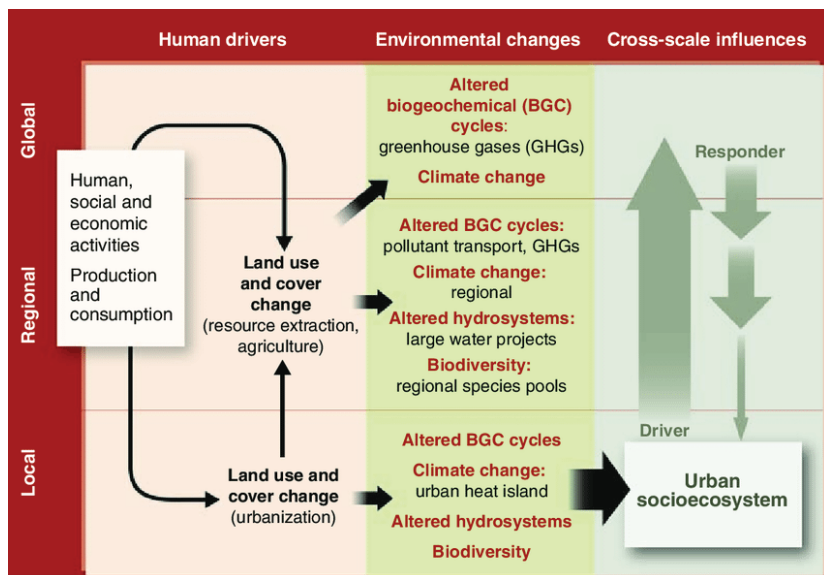 Human drivers
Environmental changes
Cross-scale influences
Global
Regional
Local
Human,
social and
economic
activities
Production and
consumption
Land use
and cover
change
(resource extraction,
agriculture)
Land use and
cover change
(urbanization)
Altered
biogeochemical (BGC)
cycles:
greenhouse gases (GHGs)
Climate change
Altered BGC cycles:
pollutant transport, GHGs
Climate change:
regional
Altered hydrosystems:
large water projects
Biodiversity:
regional species pools
Altered BGC cycles
Climate change:
urban heat island
Altered hydrosystems
Biodiversity
Responder
Driver
Urban
socioecosystem